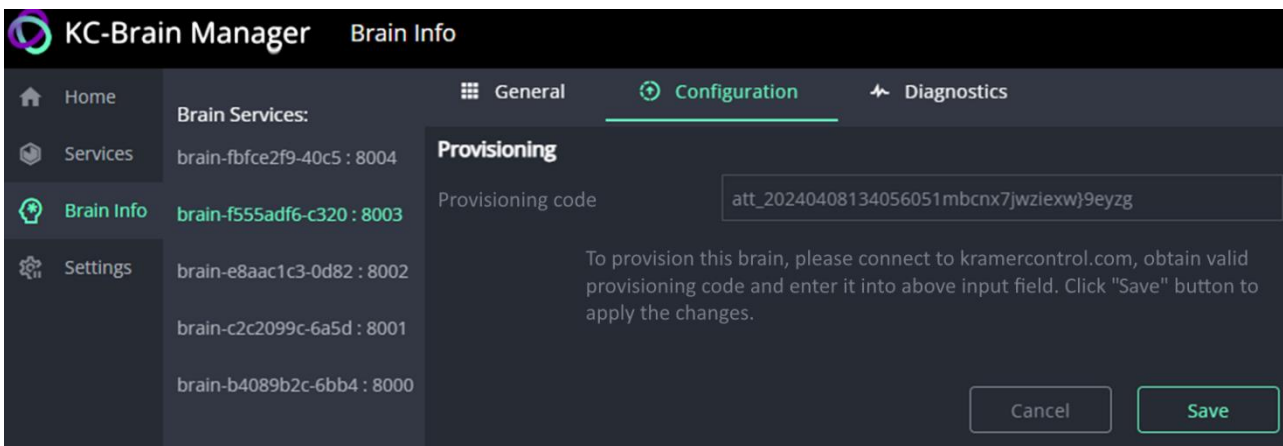 KC-Brain Manager Brain Info
Home
Services
Brain Info
Settings
Brain Services:
brain-fbfce2f9-40c5 : 8004
brain-f555adf6-c320 : 8003
brain-e8aac1c3-0d82 : 8002
brain-c2c2099c-6a5d : 8001
brain-b4089b2c-6bb4 : 8000
General Configuration Diagnostics
Provisioning
Provisioning code att_20240408134056051mbcnx7jwziexw}9eyzg
To provision this brain, please connect to kramercontrol.com, obtain valid
provisioning code and enter it into above input field. Click "Save" button to
apply the changes.
Cancel Save